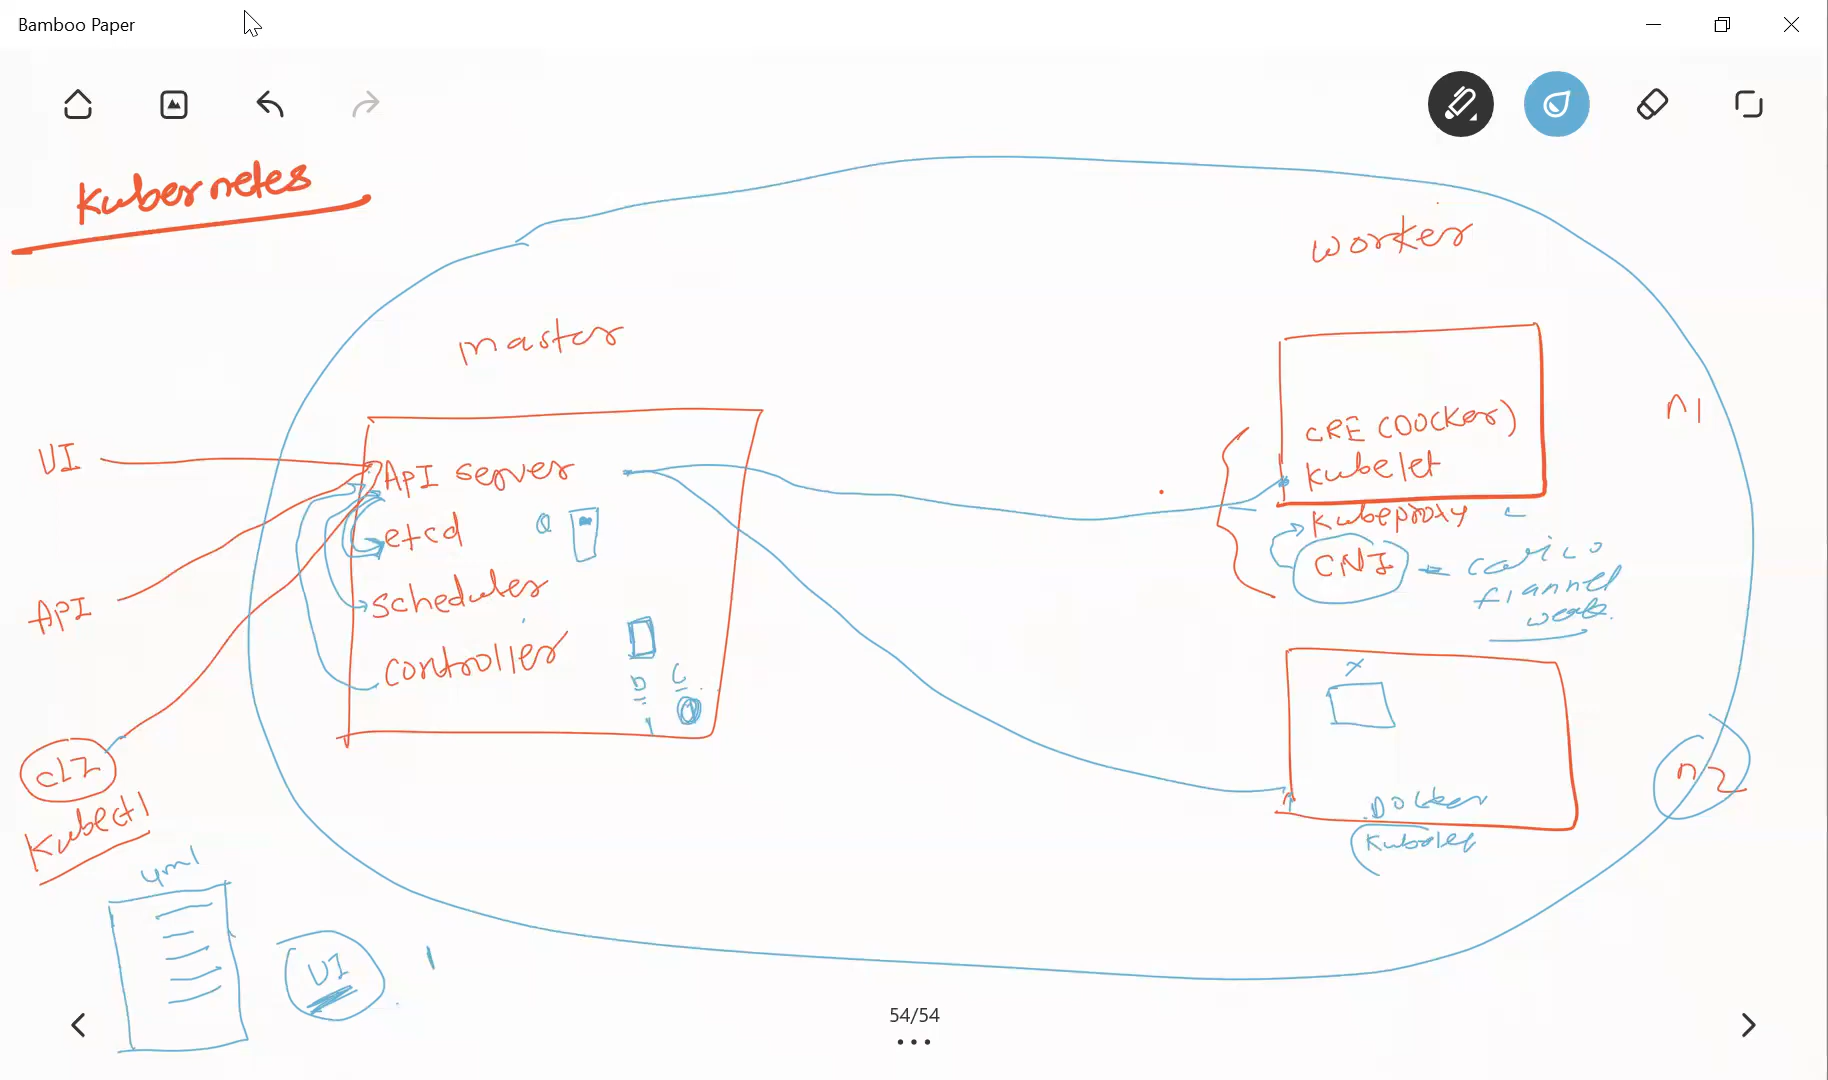 Bamboo Paper
Kubernetes
worker
master
n1
UI
API server
CRE (Docker)
Kubelet
etcd
Q
Kubeproxy
CNI
calico
flannel
API
scheduler
controller
D
C
X
CLI
Kubectl
n2
Docker
Kubelet
yml
UI
54/54